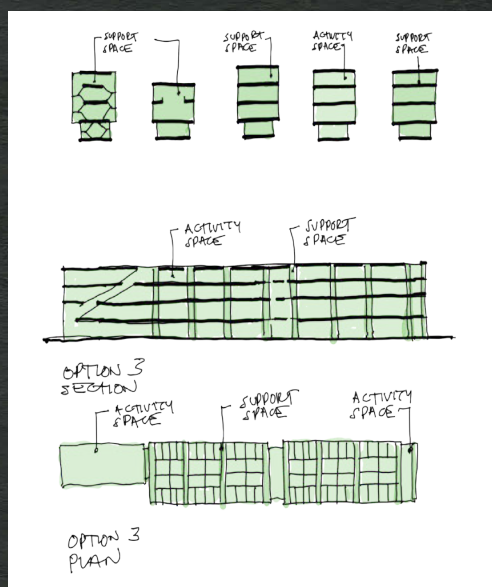 SUPPORT
SPACE
SUPPORT
SPACE
ACTIVITY
SPACE
SUPPORT
SPACE
ACTIVITY
SPACE
SUPPORT
SPACE
OPTION 3
SECTION
ACTIVITY
SPACE
SUPPORT
SPACE
ACTIVITY
SPACE
OPTION 3
PLAN